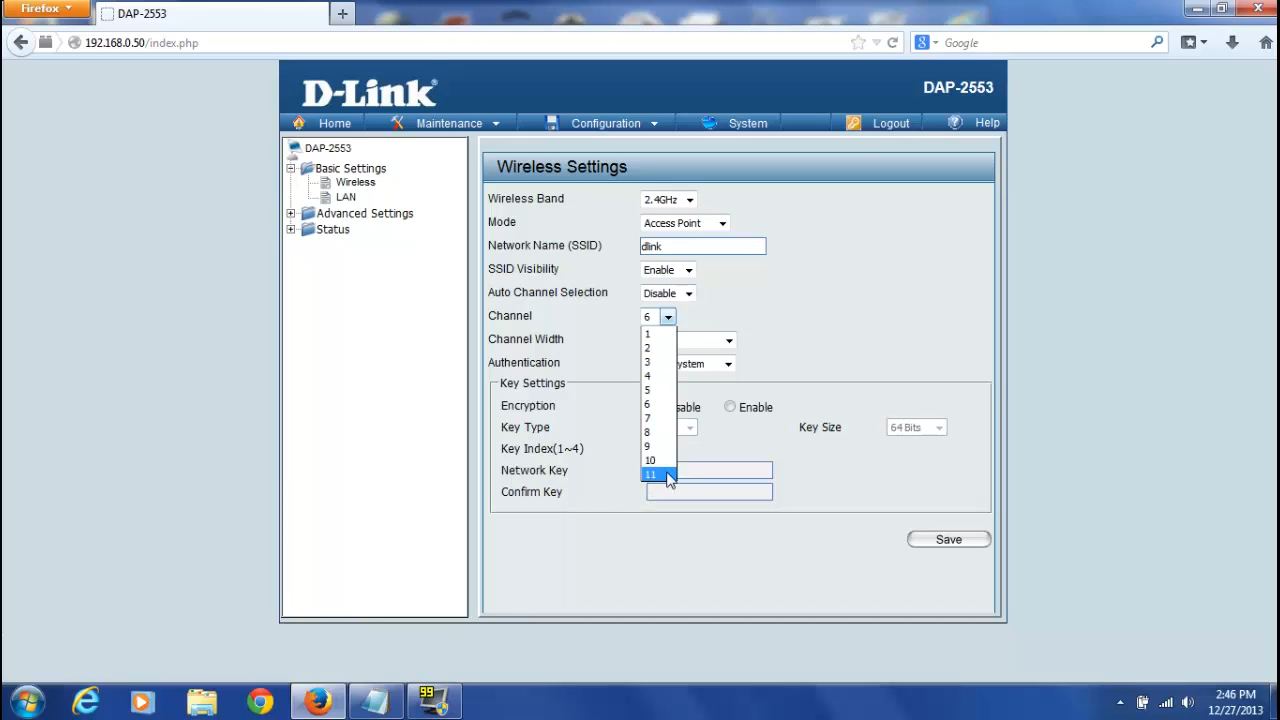 Firefox
DAP-2553
192.168.0.50/index.php
Google
D-Link®
DAP-2553
Home
Maintenance
Configuration
System
Logout
Help
DAP-2553
Basic Settings
Wireless
LAN
Advanced Settings
Status
Wireless Settings
Wireless Band 2.4GHz
Mode Access Point
Network Name (SSID) dlink
SSID Visibility Enable
Auto Channel Selection Disable
Channel 6
1
2
3
4
5
6
7
8
9
10
11
Channel Width
Authentication ystem
Key Settings
Encryption sable Enable
Key Type Key Size 64 Bits
Key Index(1~4)
Network Key
Confirm Key
Save
99
2:46 PM
12/27/2013